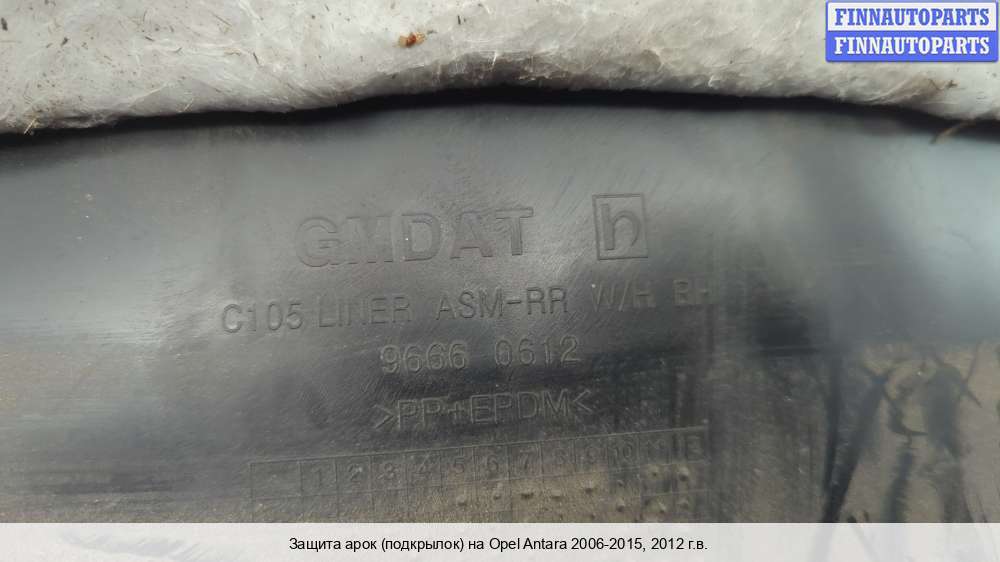 FINNAUTOPARTS
FINNAUTOPARTS
GMDAT h
C105 LINER ASM-RR W/H RH
9666 0612
>PP+EPDM<
1 2 3 4 5 6 7 8 9 10 11 12
Защита арок (подкрылок) на Opel Antara 2006-2015, 2012 г.в.